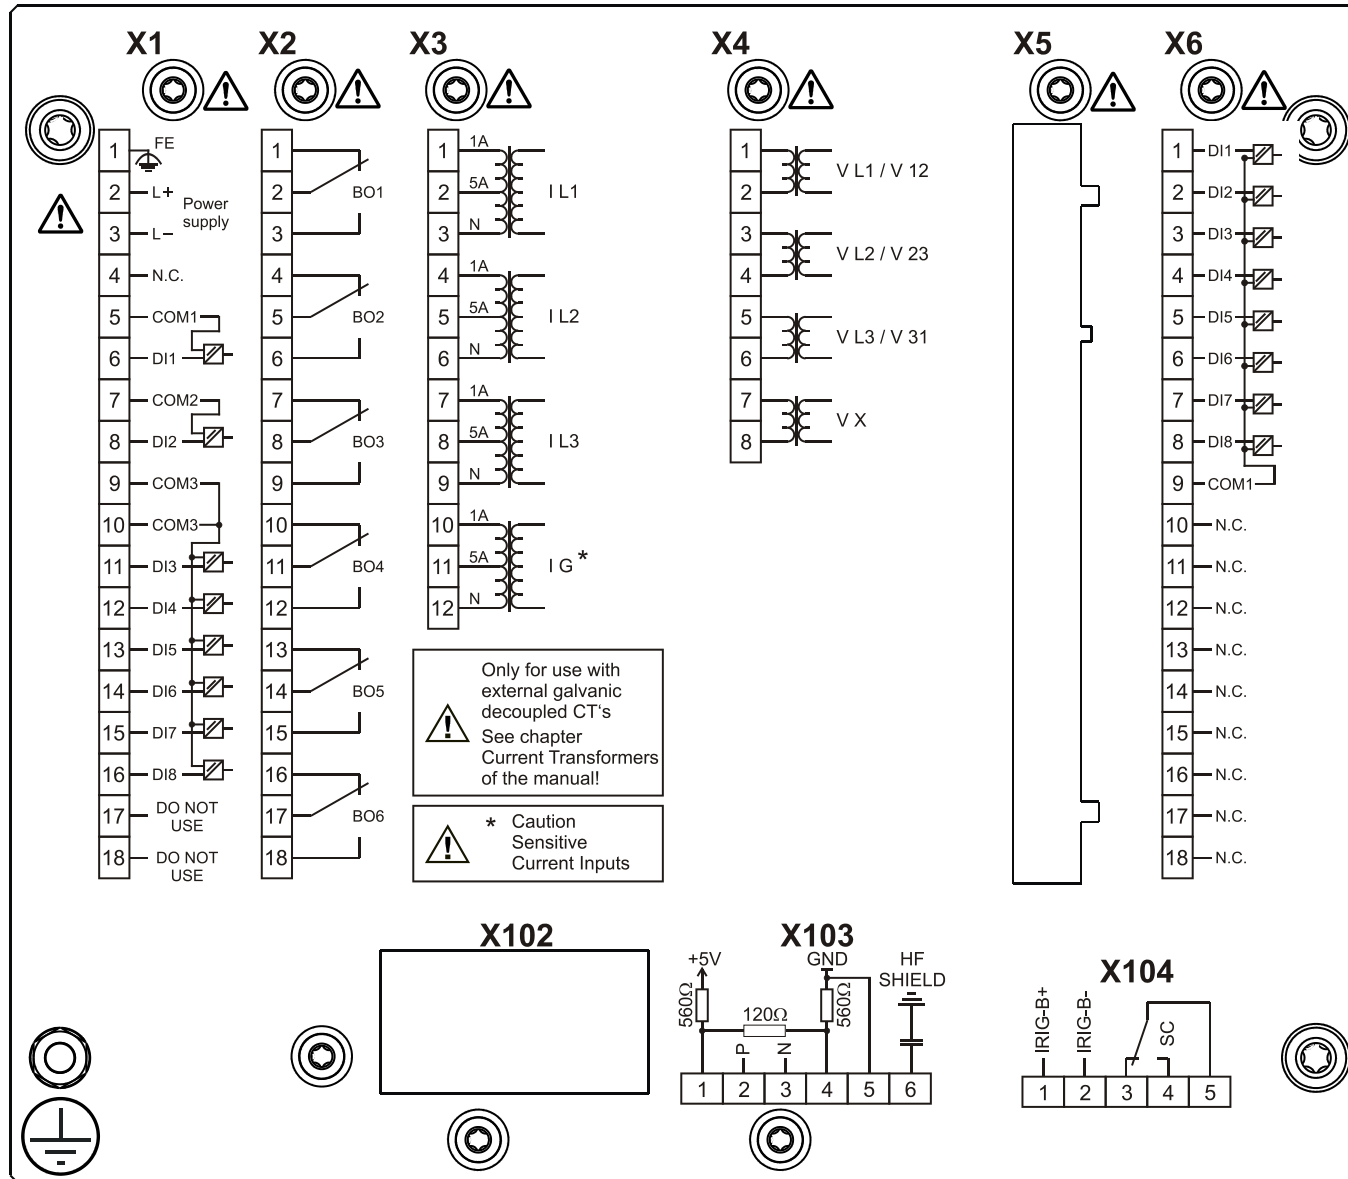 X1
X2
X3
X4
X5
X6
1 FE
2 L+
Power
supply
3 L–
4 N.C.
5 COM1
6 DI1
7 COM2
8 DI2
9 COM3
10 COM3
11 DI3
12 DI4
13 DI5
14 DI6
15 DI7
16 DI8
17 DO NOT
USE
18 DO NOT
USE
1
2 BO1
3
4
5 BO2
6
7
8 BO3
9
10
11 BO4
12
13
14 BO5
15
16
17 BO6
18
1 1A
2 5A I L1
3 N
4 1A
5 5A I L2
6 N
7 1A
8 5A I L3
9 N
10 1A
11 5A I G *
12 N
Only for use with
external galvanic
decoupled CT‘s
See chapter
Current Transformers
of the manual!
* Caution
Sensitive
Current Inputs
1
V L1 / V 12
2
3
V L2 / V 23
4
5
V L3 / V 31
6
7
V X
8
1 DI1
2 DI2
3 DI3
4 DI4
5 DI5
6 DI6
7 DI7
8 DI8
9 COM1
10 N.C.
11 N.C.
12 N.C.
13 N.C.
14 N.C.
15 N.C.
16 N.C.
17 N.C.
18 N.C.
X102
X103
+5V
GND
HF
SHIELD
560Ω
120Ω
560Ω
P
N
1 2 3 4 5 6
X104
IRIG-B+
IRIG-B-
SC
1 2 3 4 5